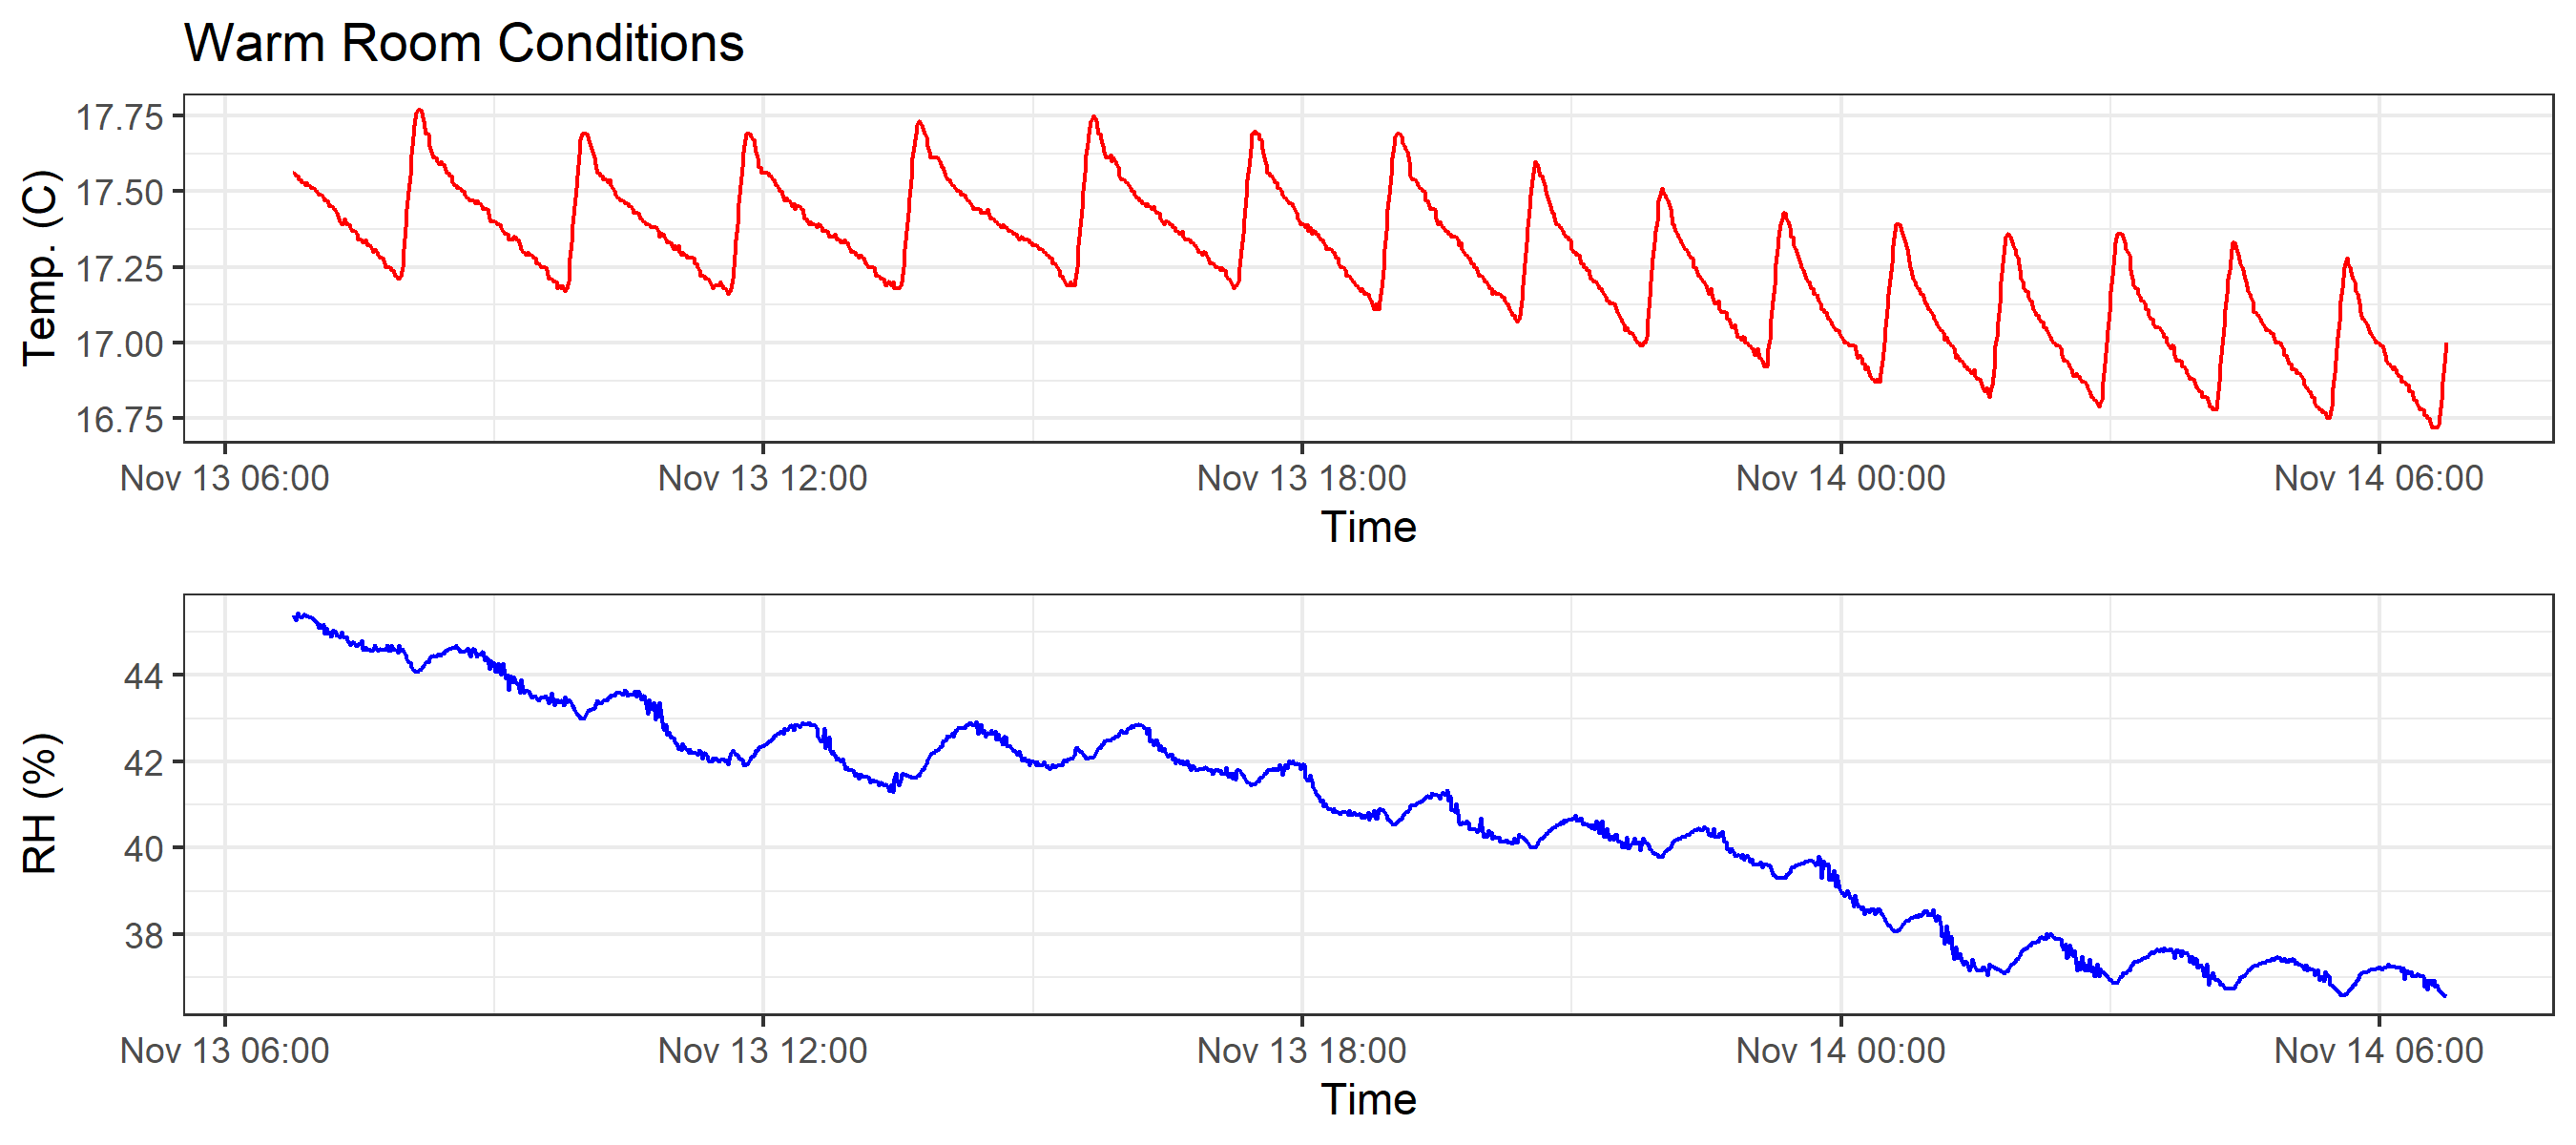 Warm Room Conditions
Temp. (C)
17.75
17.50
17.25
17.00
16.75
Nov 13 06:00 Nov 13 12:00 Nov 13 18:00 Nov 14 00:00 Nov 14 06:00
Time
RH (%)
44
42
40
38
Nov 13 06:00 Nov 13 12:00 Nov 13 18:00 Nov 14 00:00 Nov 14 06:00
Time